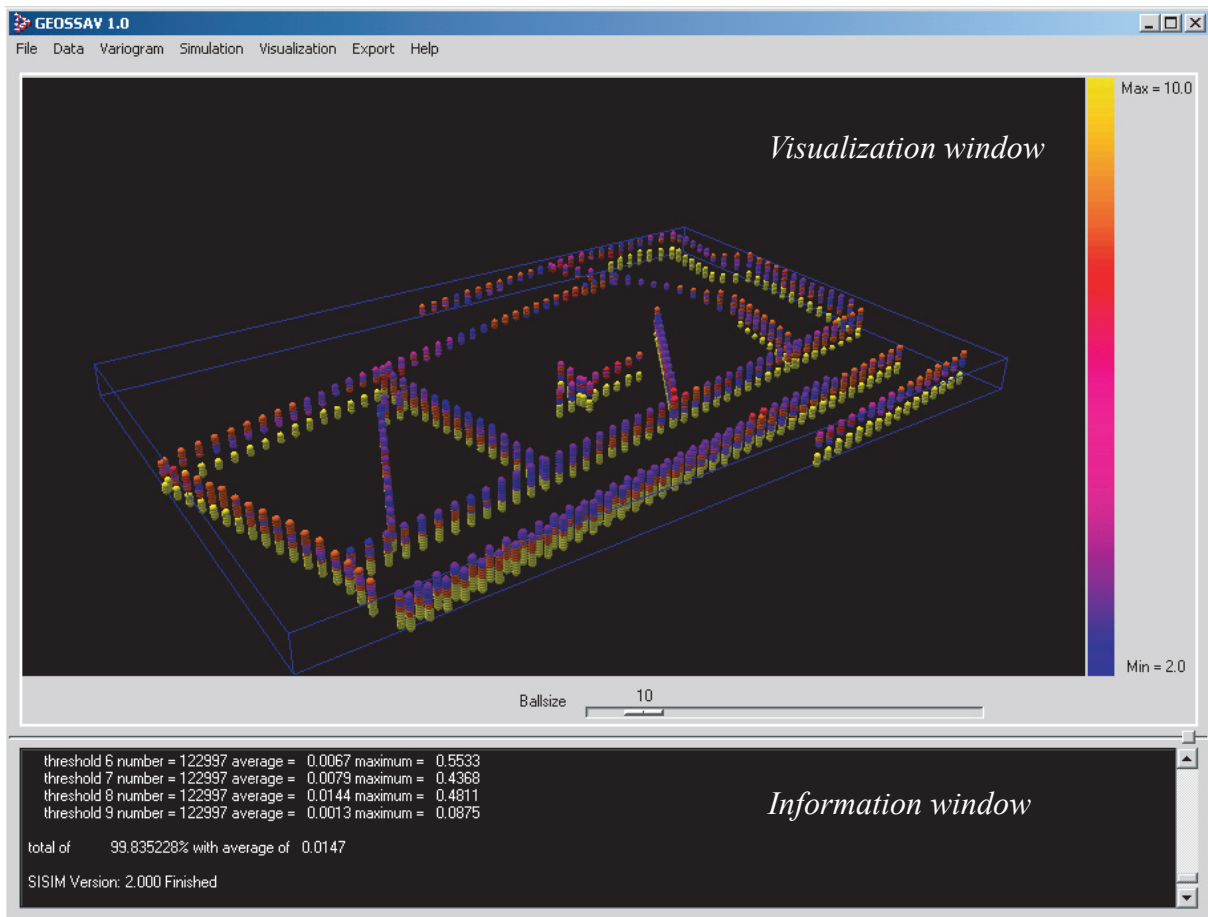 GEOSSAV 1.0
File Data Variogram Simulation Visualization Export Help
Max = 10.0
Visualization window
Min = 2.0
Ballsize 10
threshold 6 number = 122997 average = 0.0067 maximum = 0.5533
threshold 7 number = 122997 average = 0.0079 maximum = 0.4368
threshold 8 number = 122997 average = 0.0144 maximum = 0.4811
threshold 9 number = 122997 average = 0.0013 maximum = 0.0875
Information window
total of 99.835228% with average of 0.0147
SISIM Version: 2.000 Finished